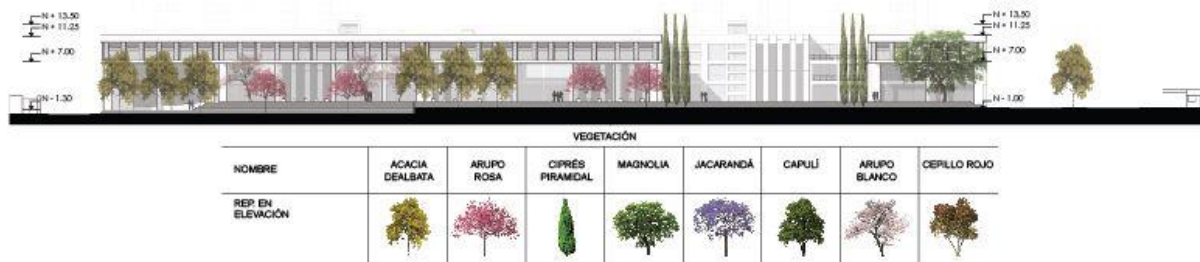 N + 13.50
N + 11.25
N + 7.00
N - 1.30
N + 13.50
N + 11.25
N + 7.00
N - 1.00
VEGETACIÓN
NOMBRE
ACACIA DEALBATA
ARUPO ROSA
CIPRÉS PIRAMIDAL
MAGNOLIA
JACARANDÁ
CAPULÍ
ARUPO BLANCO
CEPILLO ROJO
REP. EN
ELEVACIÓN